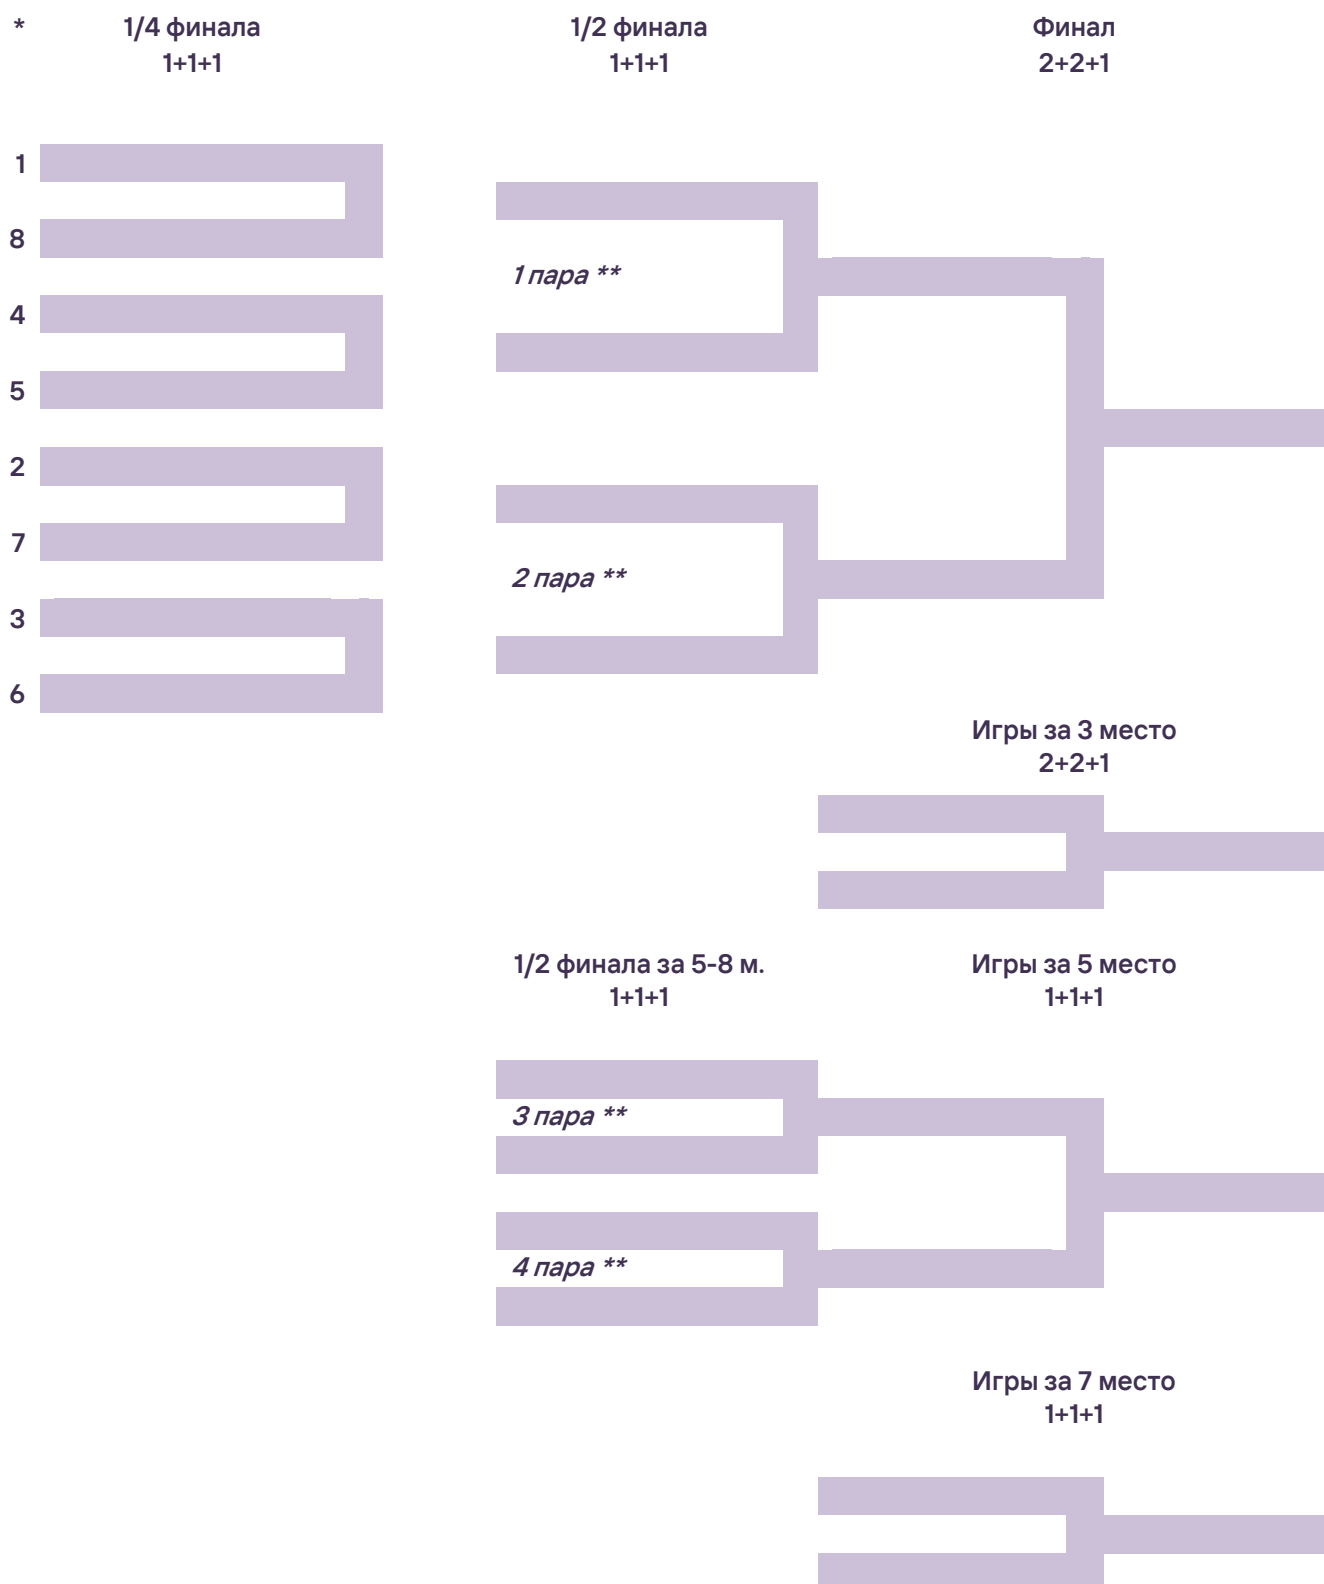 * 1/4 финала 1/2 финала Финал
1+1+1 1+1+1 2+2+1
1
8
1 пара **
4
5
2
7
2 пара **
3
6
Игры за 3 место
2+2+1
1/2 финала за 5-8 м. Игры за 5 место
1+1+1 1+1+1
3 пара **
4 пара **
Игры за 7 место
1+1+1